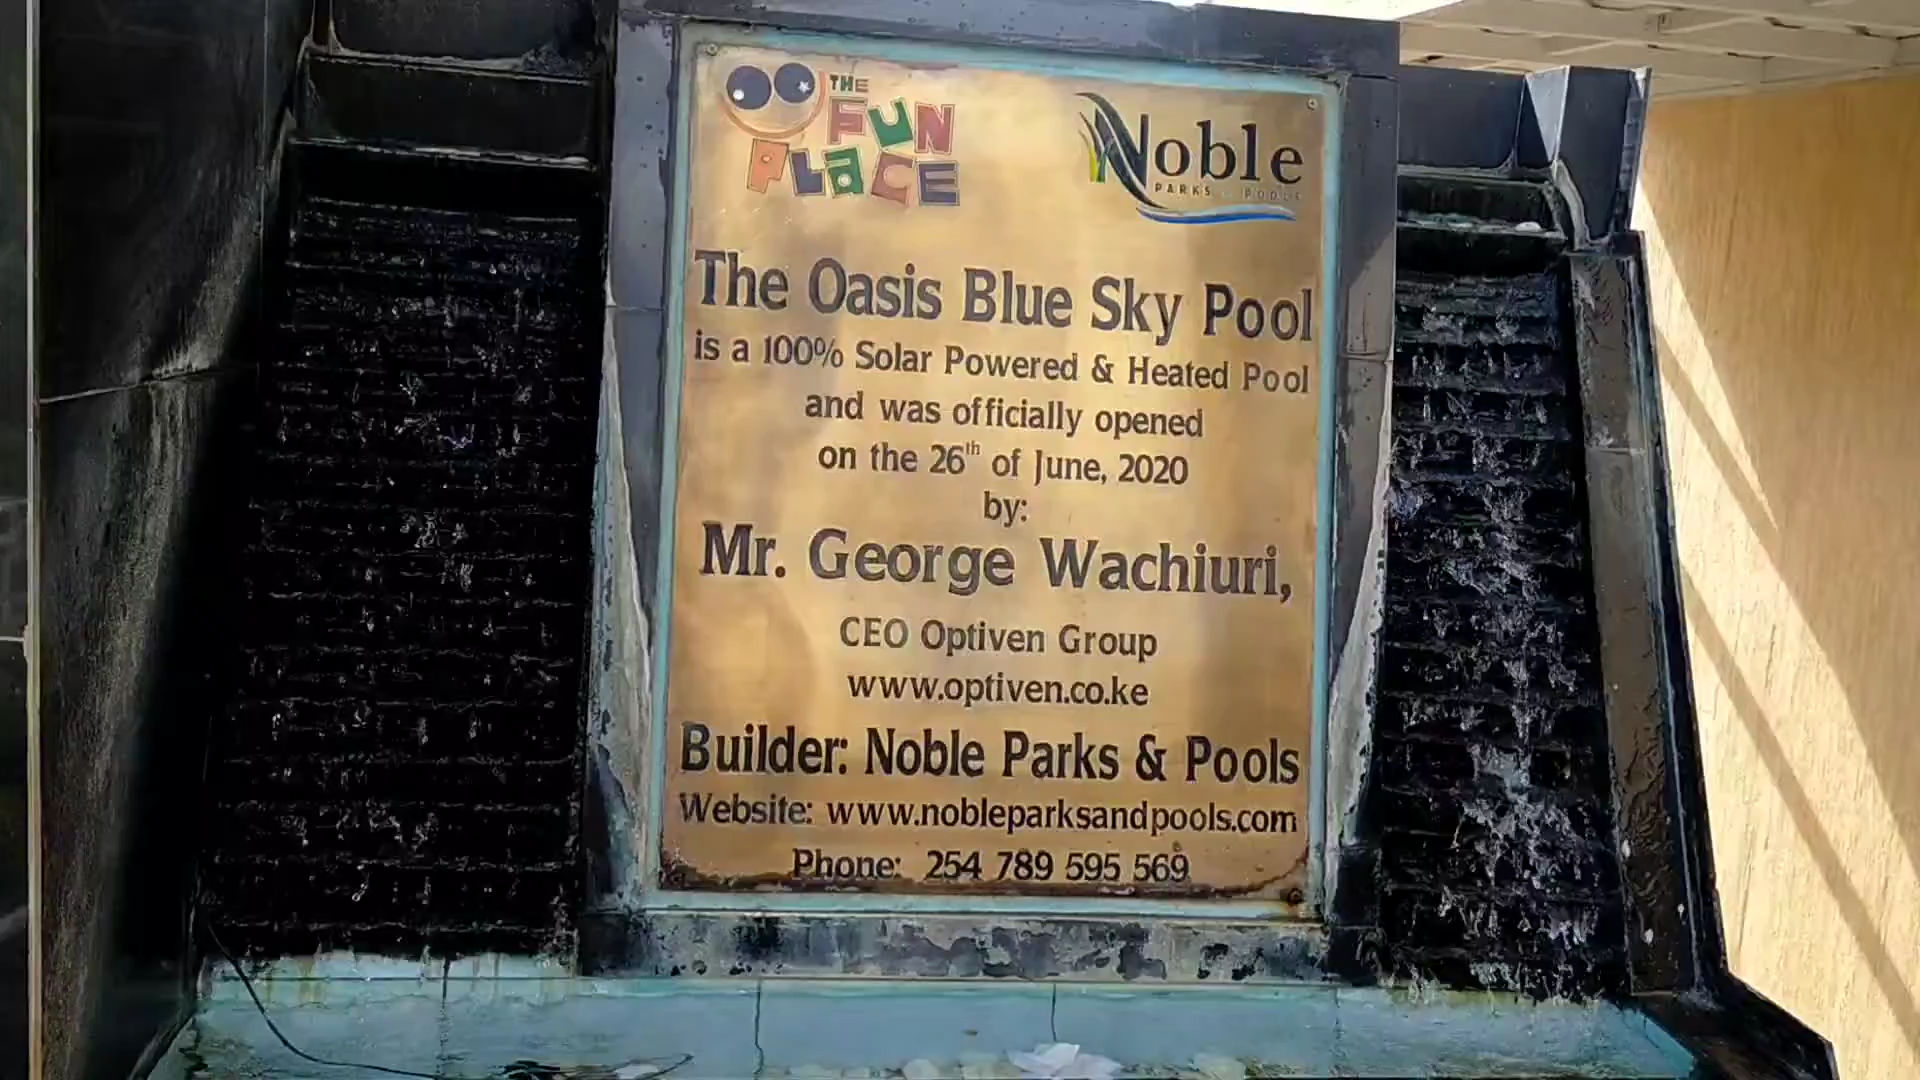 THE
FUN
PLaCE
Noble
PARKS & POOLS
The Oasis Blue Sky Pool
is a 100% Solar Powered & Heated Pool
and was officially opened
on the 26th of June, 2020
by:
Mr. George Wachiuri,
CEO Optiven Group
www.optiven.co.ke
Builder: Noble Parks & Pools
Website: www.nobleparksandpools.com
Phone: 254 789 595 569